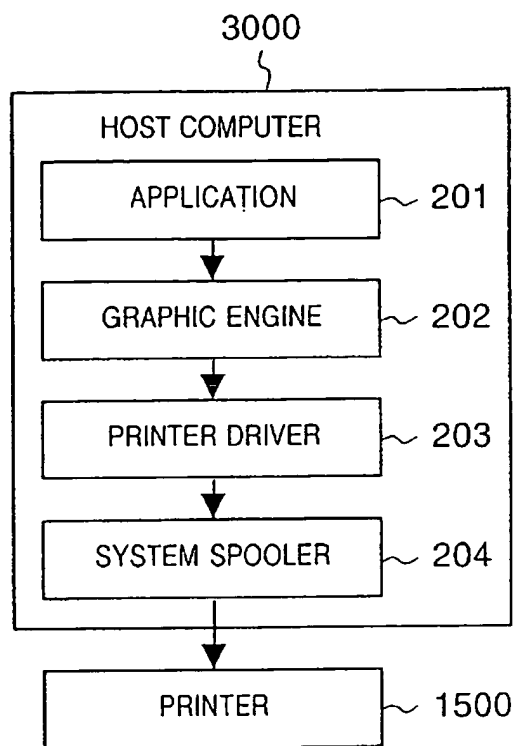 3000
HOST COMPUTER
APPLICATION
201
GRAPHIC ENGINE
202
PRINTER DRIVER
203
SYSTEM SPOOLER
204
PRINTER
1500